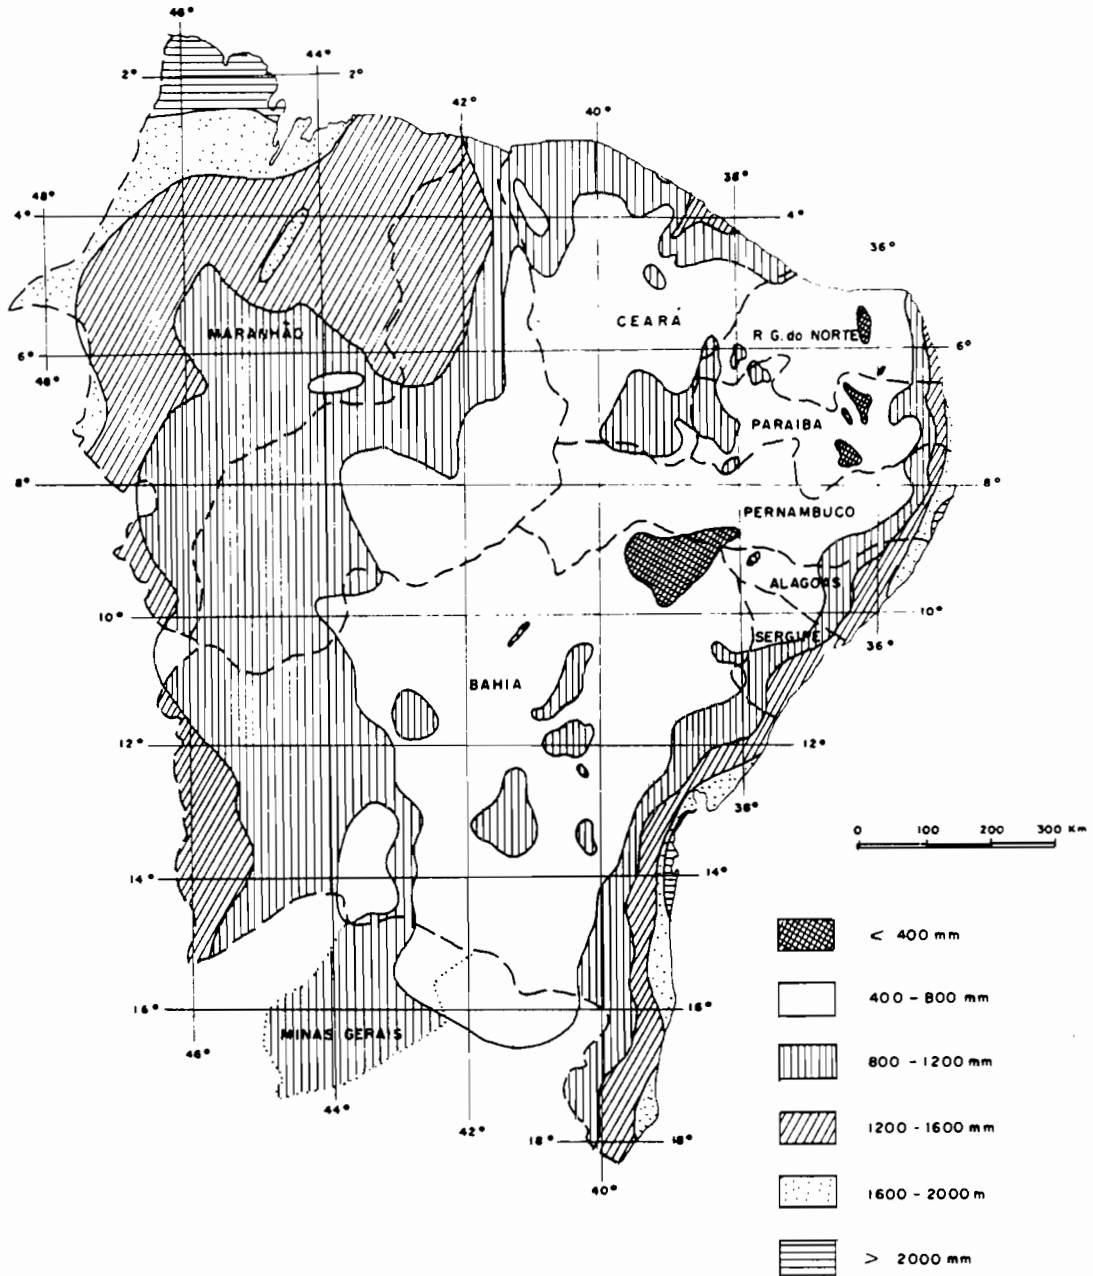 46°
44°
2°
2°
42°
40°
38°
48°
4°
4°
36°
CEARÁ
MARANHÃO
R G. do NORTE
6°
6°
48°
PARAIBA
8°
8°
PERNAMBUCO
ALAGOAS
10°
10°
SERGIPE
36°
BAHIA
12°
12°
38°
0 100 200 300 Km
14°
14°
< 400 mm
400 - 800 mm
16°
16°
MINAS GERAIS
46°
800 - 1200 mm
44°
42°
18°
18°
1200 - 1600 mm
40°
1600 - 2000 m
> 2000 mm